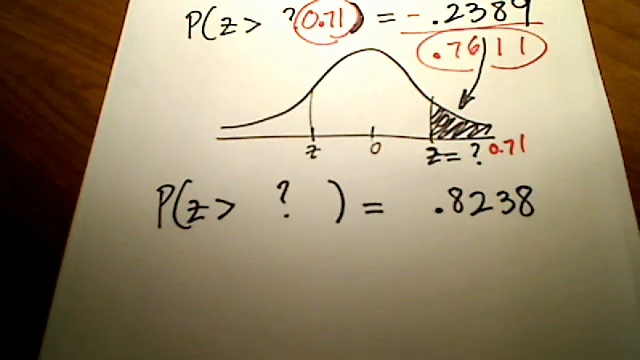 P(z > ? 0.71) = - .2389
.7611
z 0 z = ? 0.71
P(z > ? ) = .8238